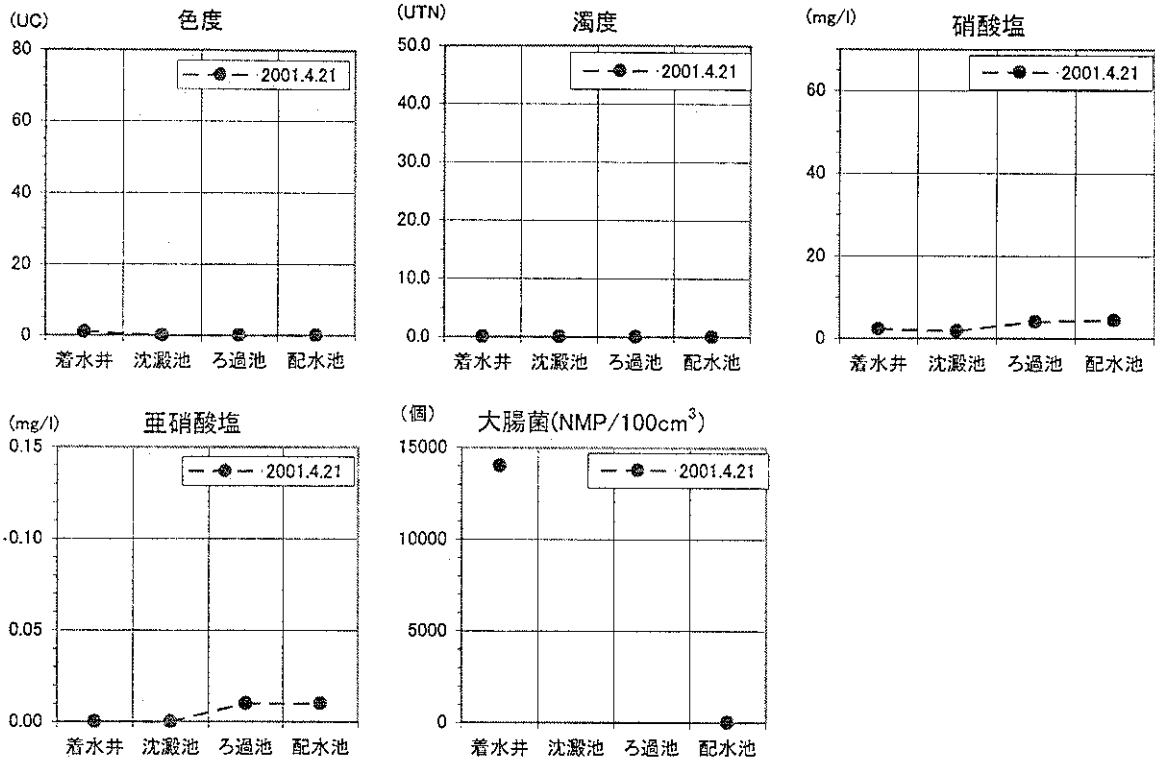 (UC) 色度
80
60
40
20
0
着水井 沈澱池 ろ過池 配水池
2001.4.21
(UTN) 濁度
50.0
40.0
30.0
20.0
10.0
0.0
着水井 沈澱池 ろ過池 配水池
2001.4.21
(mg/l) 硝酸塩
60
40
20
0
着水井 沈澱池 ろ過池 配水池
2001.4.21
(mg/l) 亜硝酸塩
0.15
0.10
0.05
0.00
着水井 沈澱池 ろ過池 配水池
2001.4.21
(個) 大腸菌(NMP/100cm³)
15000
10000
5000
0
着水井 沈澱池 ろ過池 配水池
2001.4.21